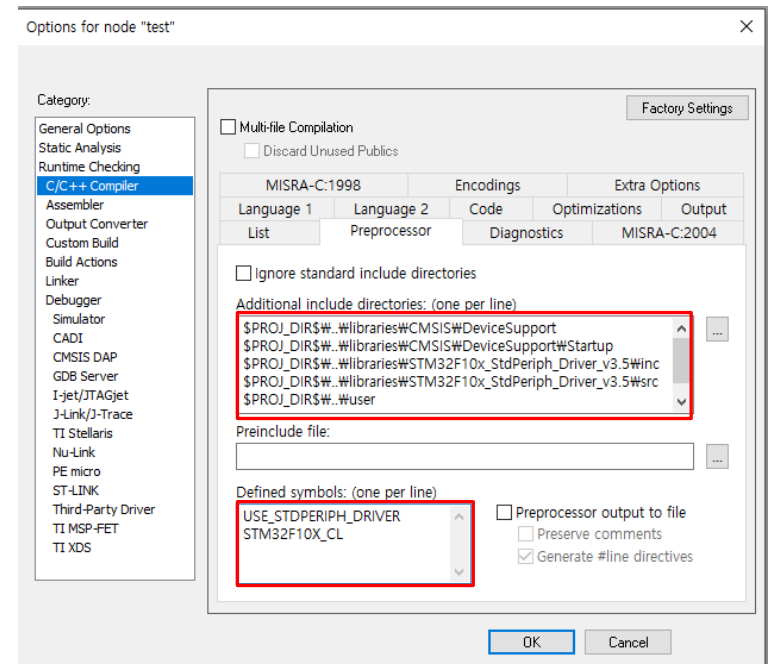 Options for node "test"
Category:
General Options
Static Analysis
Runtime Checking
C/C++ Compiler
Assembler
Output Converter
Custom Build
Build Actions
Linker
Debugger
Simulator
CADI
CMSIS DAP
GDB Server
I-jet/JTAGjet
J-Link/J-Trace
TI Stellaris
Nu-Link
PE micro
ST-LINK
Third-Party Driver
TI MSP-FET
TI XDS
Factory Settings
Multi-file Compilation
Discard Unused Publics
MISRA-C:1998 Encodings Extra Options
Language 1 Language 2 Code Optimizations Output
List Preprocessor Diagnostics MISRA-C:2004
Ignore standard include directories
Additional include directories: (one per line)
$PROJ_DIR$₩..₩libraries₩CMSIS₩DeviceSupport
$PROJ_DIR$₩..₩libraries₩CMSIS₩DeviceSupport₩Startup
$PROJ_DIR$₩..₩libraries₩STM32F10x_StdPeriph_Driver_v3.5₩inc
$PROJ_DIR$₩..₩libraries₩STM32F10x_StdPeriph_Driver_v3.5₩src
$PROJ_DIR$₩..₩user
...
Preinclude file:
...
Defined symbols: (one per line)
USE_STDPERIPH_DRIVER
STM32F10X_CL
Preprocessor output to file
Preserve comments
Generate #line directives
OK Cancel